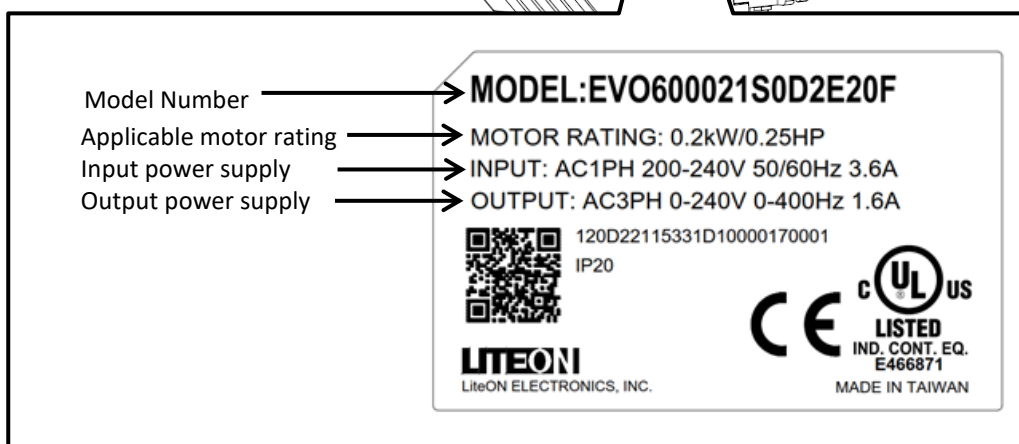 Model Number
Applicable motor rating
Input power supply
Output power supply
MODEL:EVO600021S0D2E20F
MOTOR RATING: 0.2kW/0.25HP
INPUT: AC1PH 200-240V 50/60Hz 3.6A
OUTPUT: AC3PH 0-240V 0-400Hz 1.6A
120D22115331D10000170001
IP20
LITEON
LiteON ELECTRONICS, INC.
CE
C UL ® US
LISTED
IND. CONT. EQ.
E466871
MADE IN TAIWAN